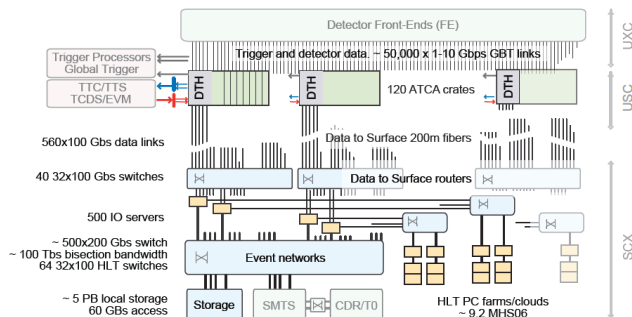 Detector Front-Ends (FE)
UXC
Trigger and detector data. ~ 50,000 x 1-10 Gbps GBT links
Trigger Processors
Global Trigger
TTC/TTS
TCDS/EVM
DTH
DTH
DTH
120 ATCA crates
USC
560x100 Gbs data links
Data to Surface 200m fibers
40 32x100 Gbs switches
Data to Surface routers
500 IO servers
SCX
~ 500x200 Gbs switch
~ 100 Tbs bisection bandwidth
64 32x100 HLT switches
Event networks
~ 5 PB local storage
60 GBs access
Storage
SMTS
CDR/T0
HLT PC farms/clouds
~ 9.2 MHS06